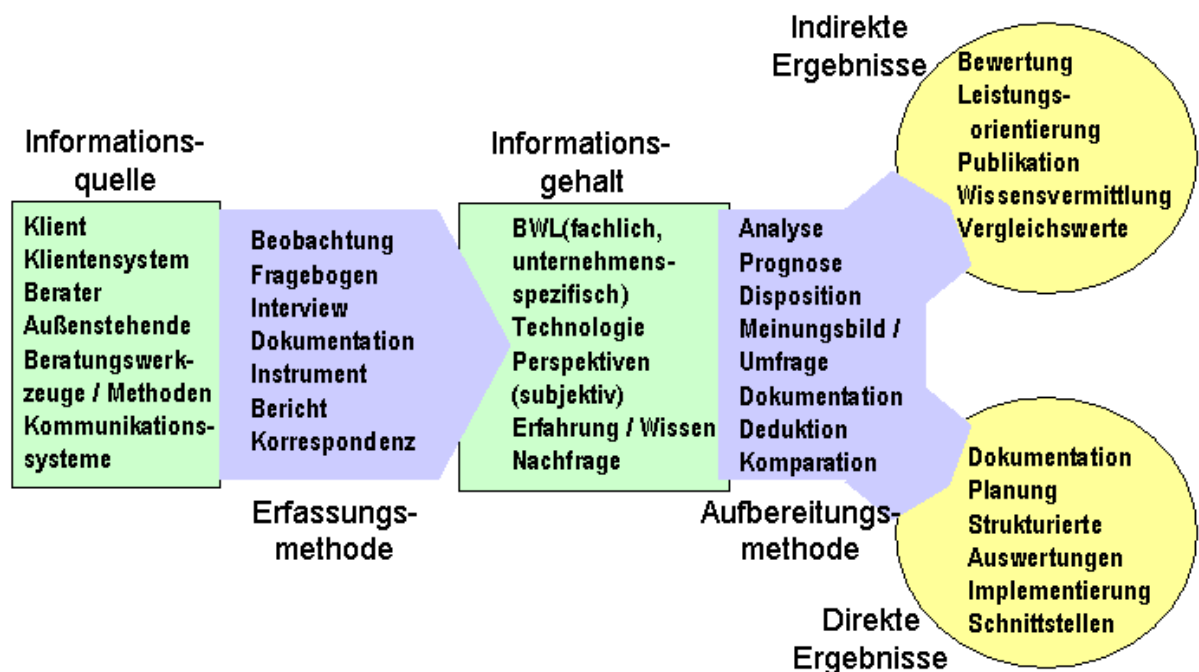 Informations-
quelle
Klient
Klientensystem
Berater
Außenstehende
Beratungswerk-
zeuge / Methoden
Kommunikations-
systeme
Beobachtung
Fragebogen
Interview
Dokumentation
Instrument
Bericht
Korrespondenz
Erfassungs-
methode
Informations-
gehalt
BWL(fachlich,
unternehmens-
spezifisch)
Technologie
Perspektiven
(subjektiv)
Erfahrung / Wissen
Nachfrage
Analyse
Prognose
Disposition
Meinungsbild /
Umfrage
Dokumentation
Deduktion
Komparation
Aufbereitungs-
methode
Indirekte
Ergebnisse
Bewertung
Leistungs-
orientierung
Publikation
Wissensvermittlung
Vergleichswerte
Dokumentation
Planung
Strukturierte
Auswertungen
Implementierung
Schnittstellen
Direkte
Ergebnisse